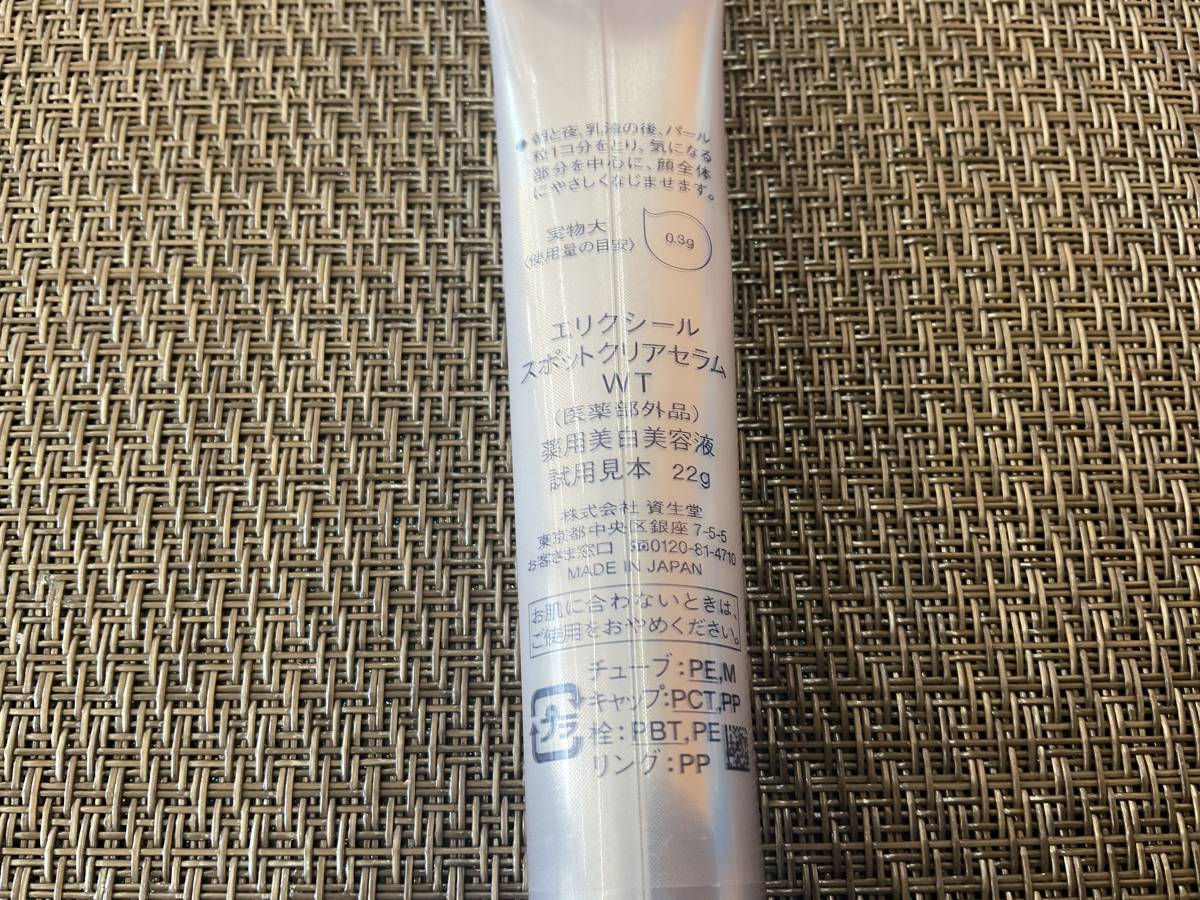 ●朝と夜、乳液の後、パール
粒1コ分をとり、気になる
部分を中心に、顔全体
にやさしくなじませます。
実物大
〈使用量の目安〉
0.3g
エリクシール
スポットクリアセラム
WT
(医薬部外品)
薬用美白美容液
試用見本 22g
株式会社 資生堂
東京都中央区銀座 7-5-5
お客さま窓口 0120-81-4710
MADE IN JAPAN
お肌に合わないときは、
ご使用をおやめください。
チューブ:PE,M
キャップ:PCT,PP
プラ
栓:PBT,PE
リング:PP